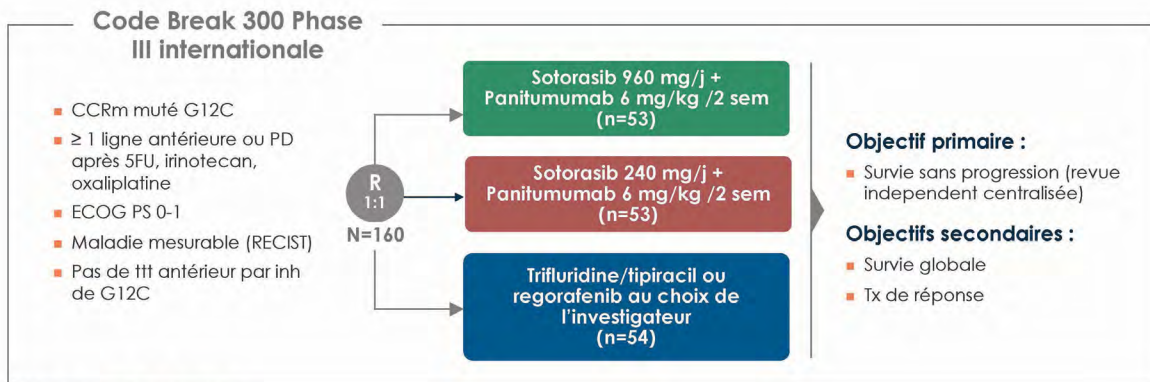 Code Break 300 Phase
III internationale
CCRm muté G12C
≥ 1 ligne antérieure ou PD
après 5FU, irinotecan,
oxaliplatine
ECOG PS 0-1
Maladie mesurable (RECIST)
Pas de ttt antérieur par inh
de G12C
R
1:1
N=160
Sotorasib 960 mg/j +
Panitumumab 6 mg/kg /2 sem
(n=53)
Sotorasib 240 mg/j +
Panitumumab 6 mg/kg /2 sem
(n=53)
Trifluridine/tipiracil ou
regorafenib au choix de
l'investigateur
(n=54)
Objectif primaire :
Survie sans progression (revue
independent centralisée)
Objectifs secondaires :
Survie globale
Tx de réponse